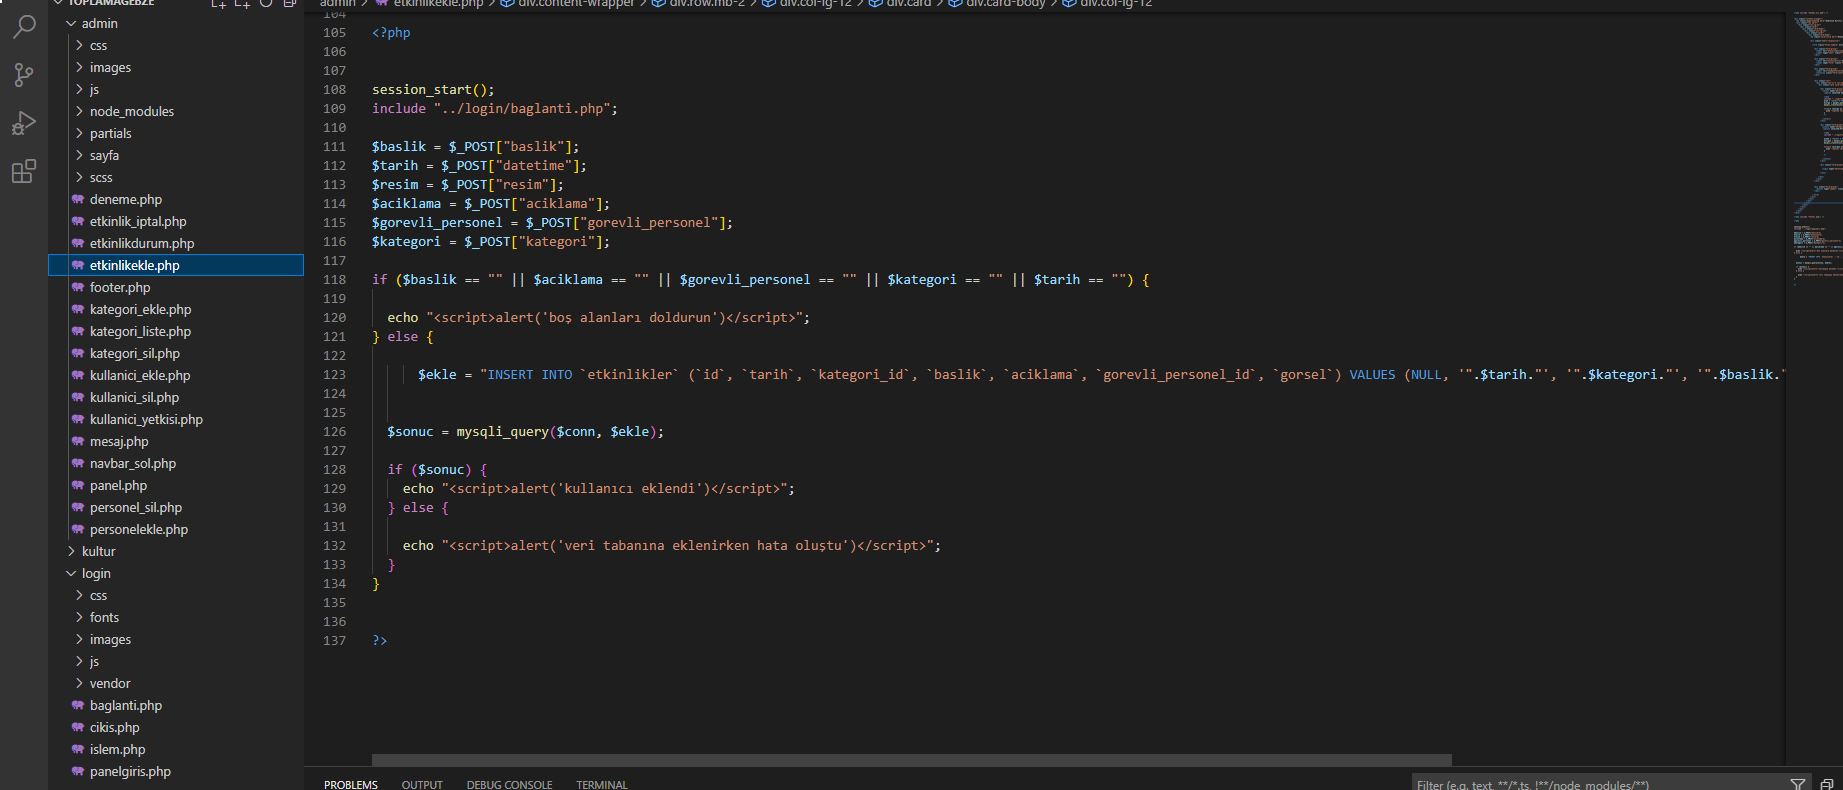 TOPLAMAGEBZE
admin
css
images
js
node_modules
partials
sayfa
scss
deneme.php
etkinlik_iptal.php
etkinlikdurum.php
etkinlikekle.php
footer.php
kategori_ekle.php
kategori_liste.php
kategori_sil.php
kullanici_ekle.php
kullanici_sil.php
kullanici_yetkisi.php
mesaj.php
navbar_sol.php
panel.php
personel_sil.php
personelekle.php
kultur
login
css
fonts
images
js
vendor
baglanti.php
cikis.php
islem.php
panelgiris.php
admin > etkinlikekle.php > div.content-wrapper > div.row.mb-2 > div.col-lg-12 > div.card > div.card-body > div.col-lg-12
104
105 <?php
106
107
108 session_start();
109 include "../login/baglanti.php";
110
111 $baslik = $_POST["baslik"];
112 $tarih = $_POST["datetime"];
113 $resim = $_POST["resim"];
114 $aciklama = $_POST["aciklama"];
115 $gorevli_personel = $_POST["gorevli_personel"];
116 $kategori = $_POST["kategori"];
117
118 if ($baslik == "" || $aciklama == "" || $gorevli_personel == "" || $kategori == "" || $tarih == "") {
119
120 echo "<script>alert('boş alanları doldurun')</script>";
121 } else {
122
123 $ekle = "INSERT INTO `etkinlikler` (`id`, `tarih`, `kategori_id`, `baslik`, `aciklama`, `gorevli_personel_id`, `gorsel`) VALUES (NULL, '".$tarih."', '".$kategori."', '".$baslik."
124
125
126 $sonuc = mysqli_query($conn, $ekle);
127
128 if ($sonuc) {
129 echo "<script>alert('kullanıcı eklendi')</script>";
130 } else {
131
132 echo "<script>alert('veri tabanına eklenirken hata oluştu')</script>";
133 }
134 }
135
136
137 ?>
PROBLEMS OUTPUT DEBUG CONSOLE TERMINAL
Filter (e.g. text, **/*.ts, !**/node_modules/**)